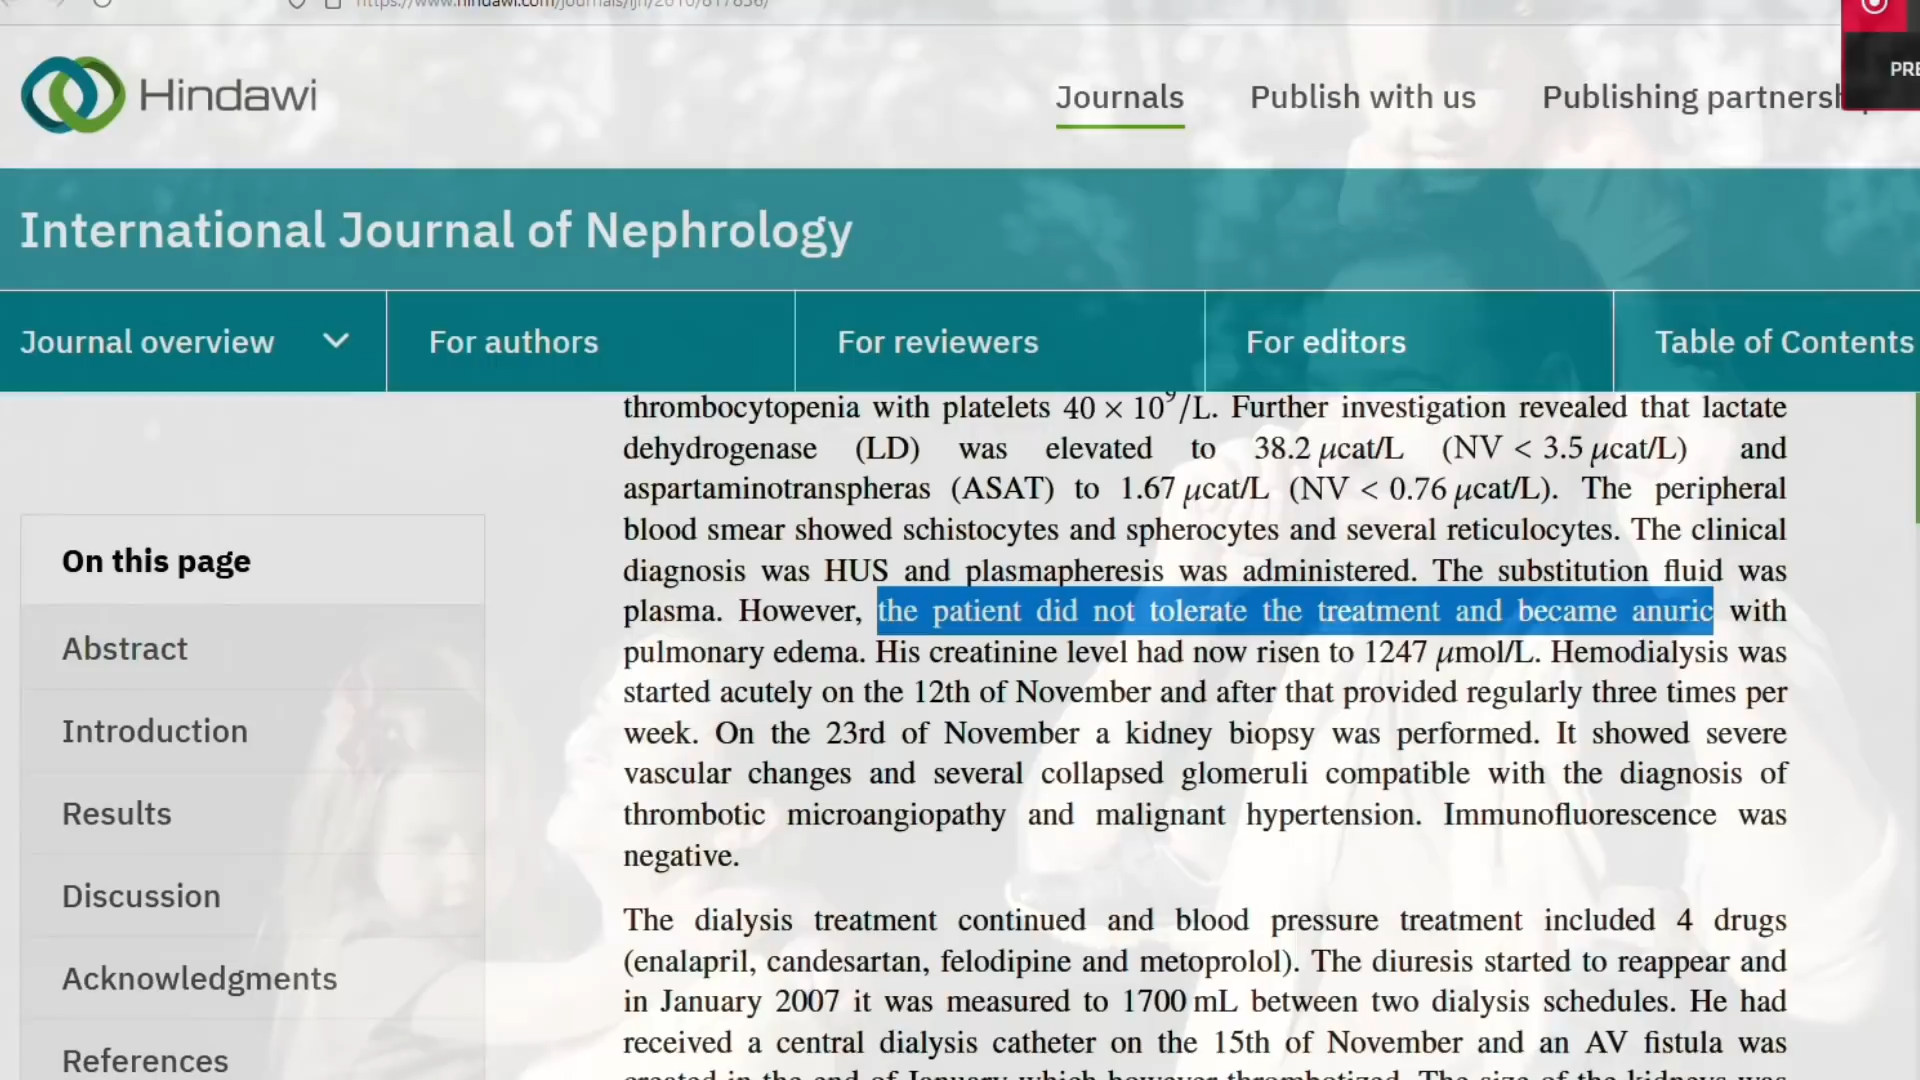 Hindawi
Journals
Publish with us
Publishing
PRE
International Journal of Nephrology
Journal overview
For authors
For reviewers
For editors
Table of Contents
thrombocytopenia with platelets 40 × 10⁹/L. Further investigation revealed that lactate
dehydrogenase (LD) was elevated to 38.2 μcat/L (NV < 3.5 μcat/L) and
aspartaminotranspheras (ASAT) to 1.67 μcat/L (NV < 0.76 μcat/L). The peripheral
blood smear showed schistocytes and spherocytes and several reticulocytes. The clinical
diagnosis was HUS and plasmapheresis was administered. The substitution fluid was
plasma. However, the patient did not tolerate the treatment and became anuric with
pulmonary edema. His creatinine level had now risen to 1247 μmol/L. Hemodialysis was
started acutely on the 12th of November and after that provided regularly three times per
week. On the 23rd of November a kidney biopsy was performed. It showed severe
vascular changes and several collapsed glomeruli compatible with the diagnosis of
thrombotic microangiopathy and malignant hypertension. Immunofluorescence was
negative.
The dialysis treatment continued and blood pressure treatment included 4 drugs
(enalapril, candesartan, felodipine and metoprolol). The diuresis started to reappear and
in January 2007 it was measured to 1700 mL between two dialysis schedules. He had
received a central dialysis catheter on the 15th of November and an AV fistula was
On this page
Abstract
Introduction
Results
Discussion
Acknowledgments
References